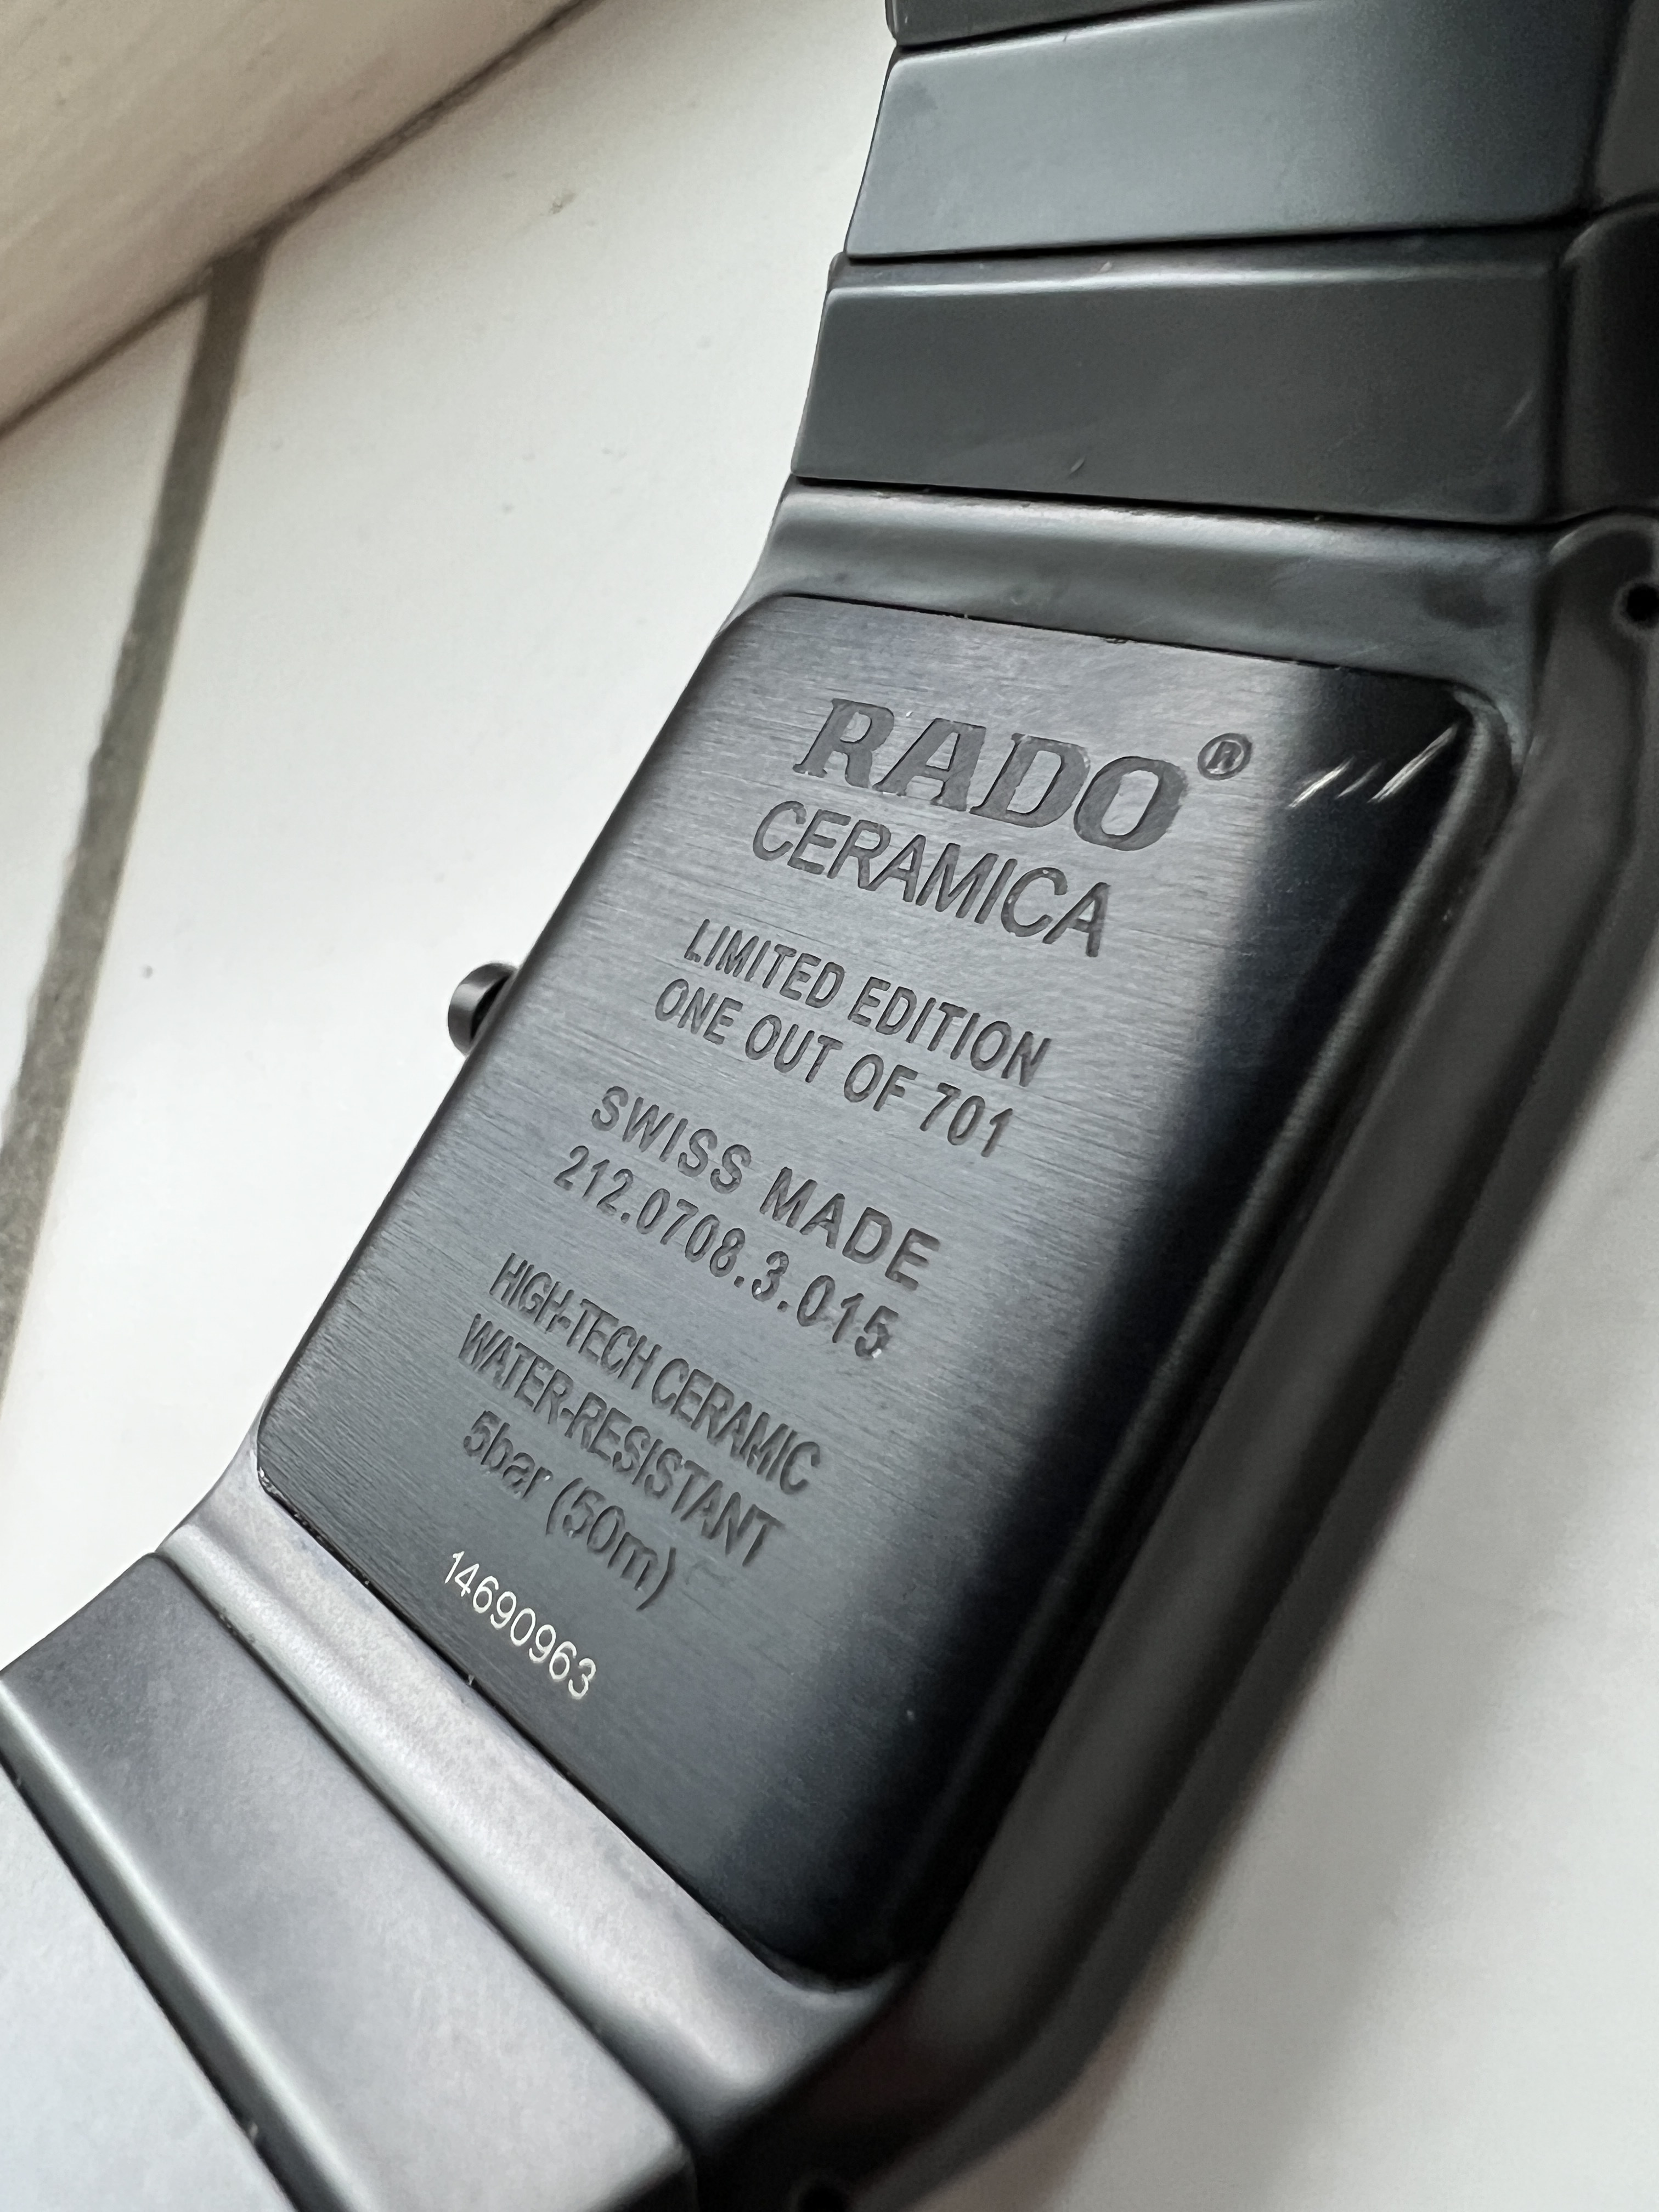 RADO®
CERAMICA
LIMITED EDITION
ONE OUT OF 701
SWISS MADE
212.0708.3.015
HIGH-TECH CERAMIC
WATER-RESISTANT
5bar (50m)
14690963